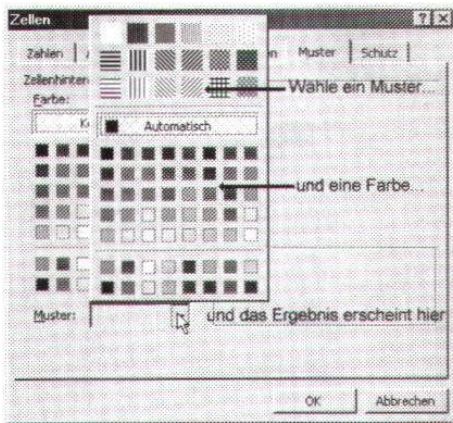 Zellen
Zahlen
Muster
Schutz
Farbe:
Wähle ein Muster...
Automatisch
und eine Farbe...
Muster:
und das Ergebnis erscheint hier
OK
Abbrechen